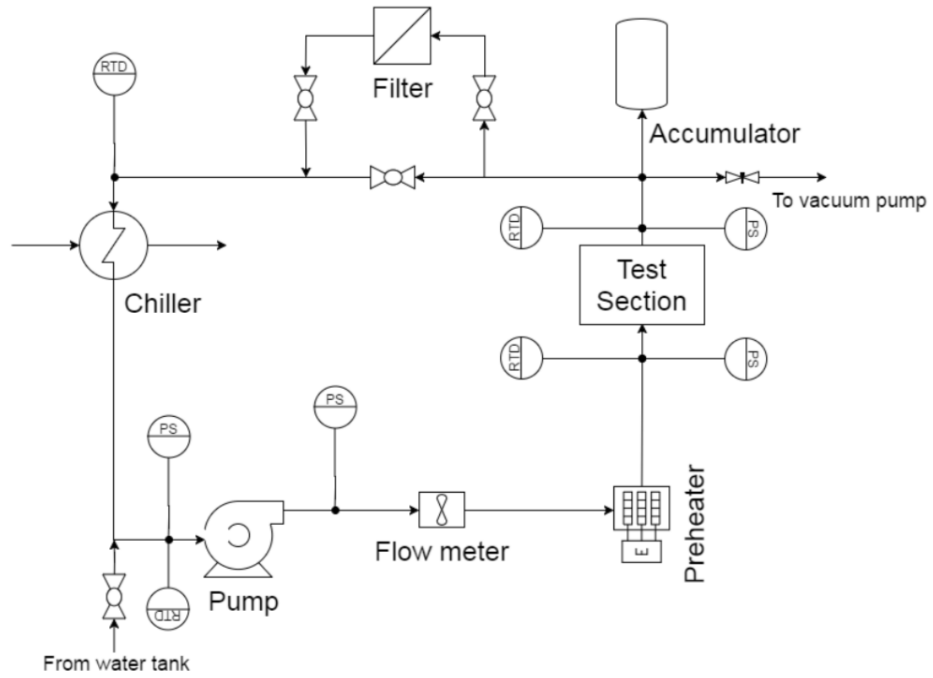 RTD
Filter
Accumulator
To vacuum pump
RTD
PS
Test
Section
Chiller
RTD
PS
PS
PS
Flow meter
Preheater
E
Pump
RTD
From water tank